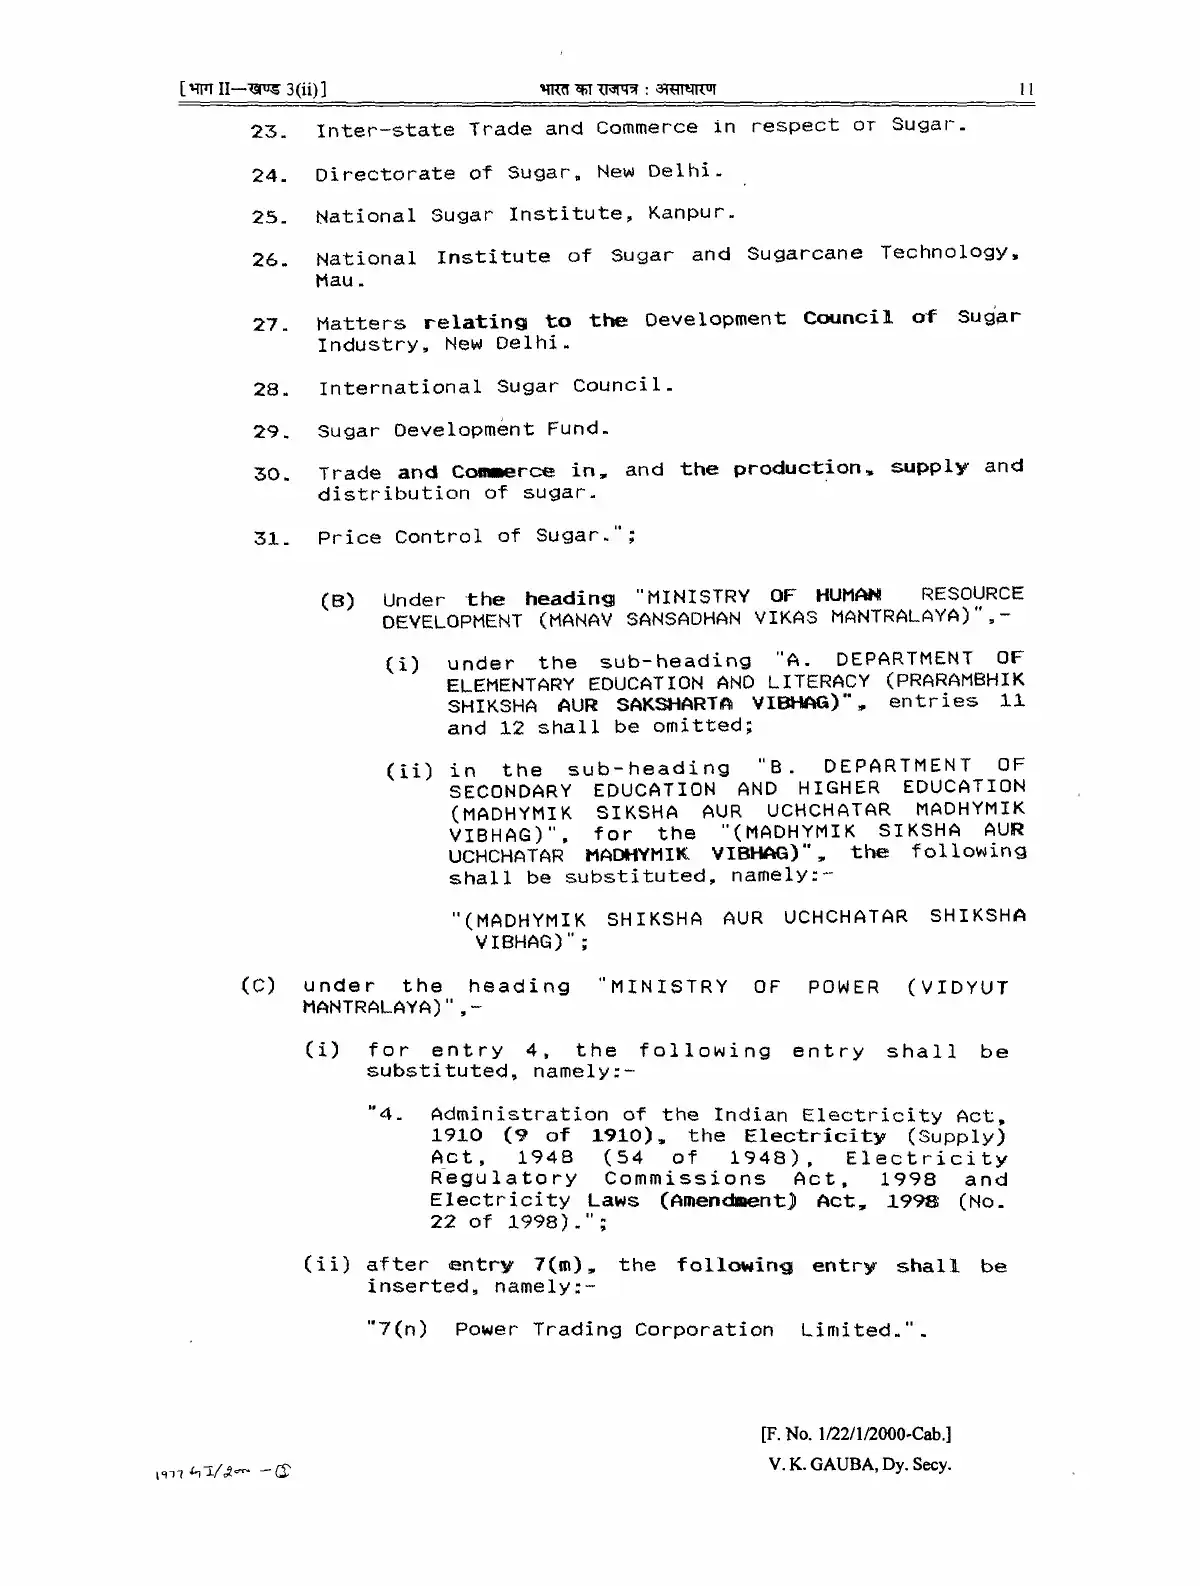 [ भाग II—खण्ड 3(ii) ] भारत का राजपत्र : असाधारण 11
23. Inter-state Trade and Commerce in respect or Sugar.
24. Directorate of Sugar, New Delhi.
25. National Sugar Institute, Kanpur.
26. National Institute of Sugar and Sugarcane Technology,
Mau.
27. Matters relating to the Development Council of Sugar
Industry, New Delhi.
28. International Sugar Council.
29. Sugar Development Fund.
30. Trade and Commerce in, and the production, supply and
distribution of sugar.
31. Price Control of Sugar.";
(B) Under the heading "MINISTRY OF HUMAN RESOURCE
DEVELOPMENT (MANAV SANSADHAN VIKAS MANTRALAYA)",-
(i) under the sub-heading "A. DEPARTMENT OF
ELEMENTARY EDUCATION AND LITERACY (PRARAMBHIK
SHIKSHA AUR SAKSHARTA VIBHAG)", entries 11
and 12 shall be omitted;
(ii) in the sub-heading "B. DEPARTMENT OF
SECONDARY EDUCATION AND HIGHER EDUCATION
(MADHYMIK SIKSHA AUR UCHCHATAR MADHYMIK
VIBHAG)", for the "(MADHYMIK SIKSHA AUR
UCHCHATAR MADHYMIK VIBHAG)", the following
shall be substituted, namely:-
"(MADHYMIK SHIKSHA AUR UCHCHATAR SHIKSHA
VIBHAG)";
(C) under the heading "MINISTRY OF POWER (VIDYUT
MANTRALAYA)",-
(i) for entry 4, the following entry shall be
substituted, namely:-
"4. Administration of the Indian Electricity Act,
1910 (9 of 1910), the Electricity (Supply)
Act, 1948 (54 of 1948), Electricity
Regulatory Commissions Act, 1998 and
Electricity Laws (Amendment) Act, 1998 (No.
22 of 1998).";
(ii) after entry 7(m), the following entry shall be
inserted, namely:-
"7(n) Power Trading Corporation Limited.".
[F. No. 1/22/1/2000-Cab.]
V. K. GAUBA, Dy. Secy.